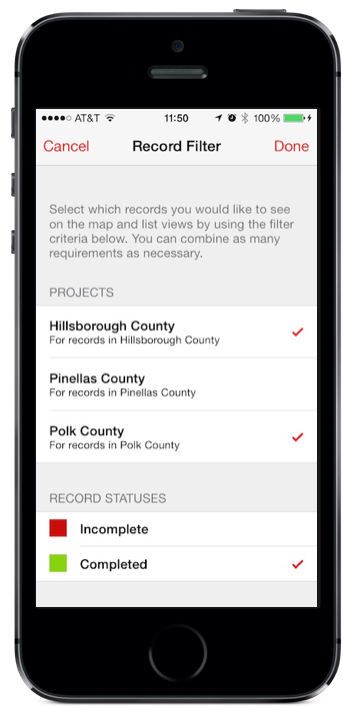 ●●●●○ AT&T 11:50 100%
Cancel Record Filter Done
Select which records you would like to see
on the map and list views by using the filter
criteria below. You can combine as many
requirements as necessary.
PROJECTS
Hillsborough County
For records in Hillsborough County
Pinellas County
For records in Pinellas County
Polk County
For records in Polk County
RECORD STATUSES
Incomplete
Completed